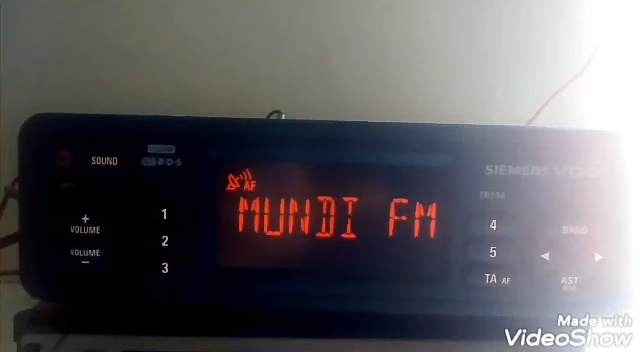 SOUND
R·D·S
SIEMENS VDO
AF
MUNDI FM
+
VOLUME
VOLUME
−
1
2
3
4
5
TA AF
BAND
AST
Made with
VideoShow